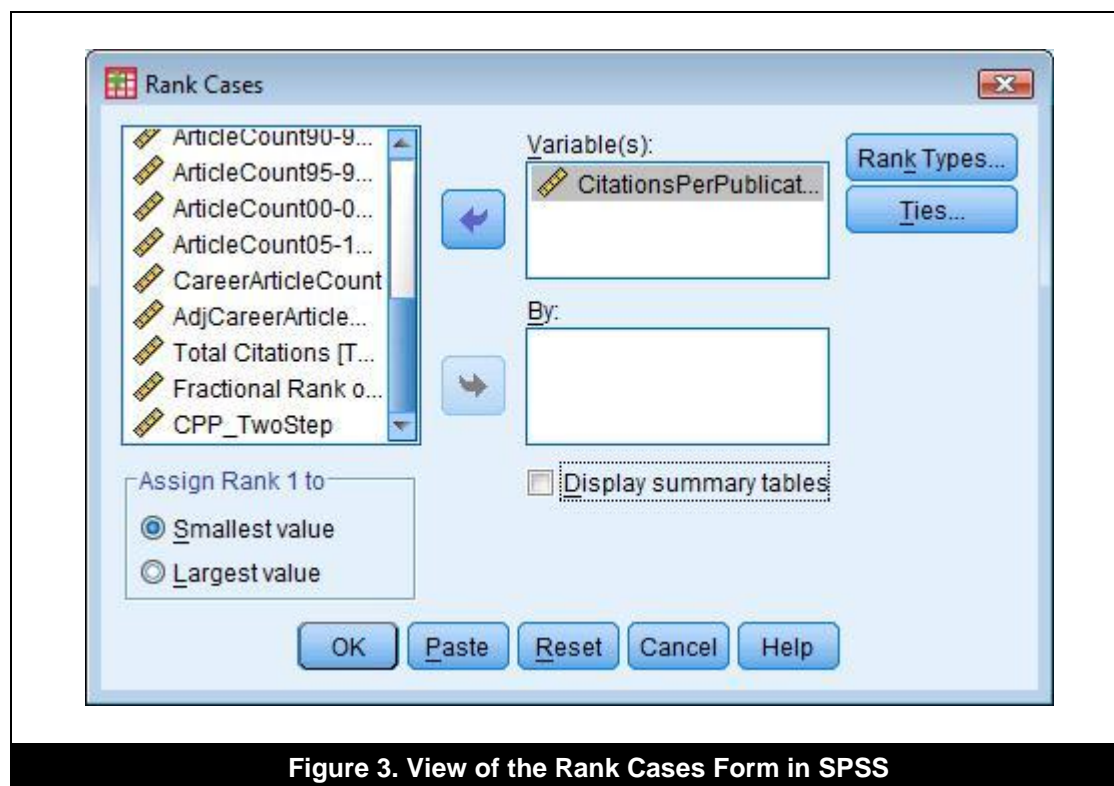 Rank Cases
ArticleCount90-9...
ArticleCount95-9...
ArticleCount00-0...
ArticleCount05-1...
CareerArticleCount
AdjCareerArticle...
Total Citations [T...
Fractional Rank o...
CPP_TwoStep
Variable(s):
CitationsPerPublicat...
By:
Display summary tables
Rank Types...
Ties...
Assign Rank 1 to
Smallest value
Largest value
OK Paste Reset Cancel Help
Figure 3. View of the Rank Cases Form in SPSS